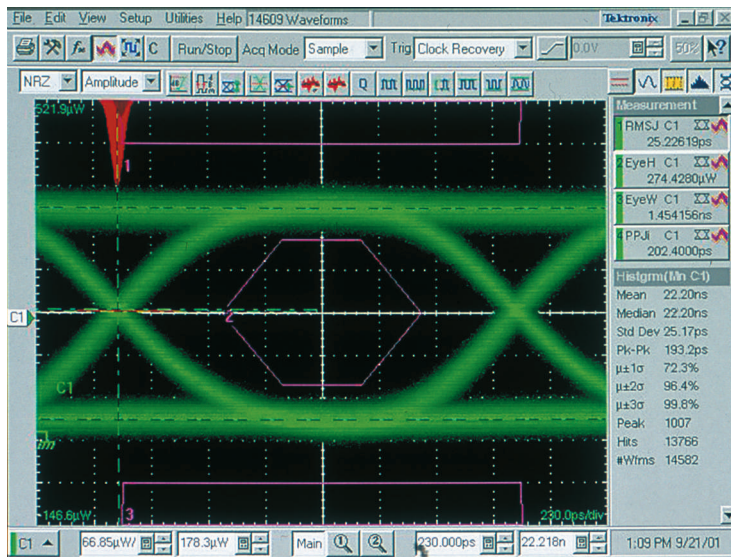 File Edit View Setup Utilities Help 14609 Waveforms Tektronix
Run/Stop Acq Mode Sample Trig Clock Recovery 0.0V 50%
NRZ Amplitude
521.9µW
1
2
3
C1
C1
146.6µW
230.0ps/div
Measurement
1 RMSJ C1
25.22619ps
2 EyeH C1
274.4280µW
3 EyeW C1
1.454156ns
4 PPJi C1
202.4000ps
Histgrm(Mn C1)
Mean 22.20ns
Median 22.20ns
Std Dev 25.17ps
Pk-Pk 193.2ps
µ±1σ 72.3%
µ±2σ 96.4%
µ±3σ 99.8%
Peak 1007
Hits 13766
#Wfms 14582
C1 66.85µW/ 178.3µW Main 1 2 230.000ps 22.218n 1:09 PM 9/21/01